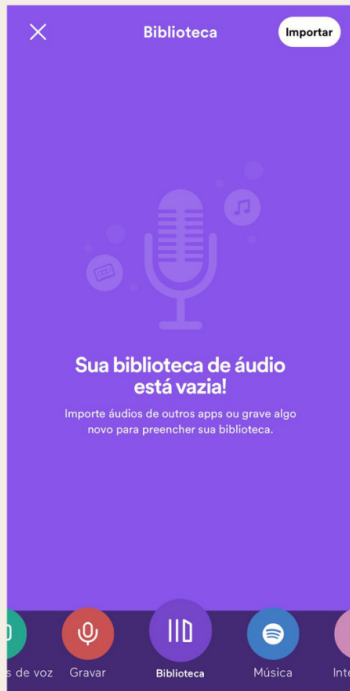 Biblioteca
Importar
Sua biblioteca de áudio
está vazia!
Importe áudios de outros apps ou grave algo
novo para preencher sua biblioteca.
s de voz
Gravar
Biblioteca
Música
Inte